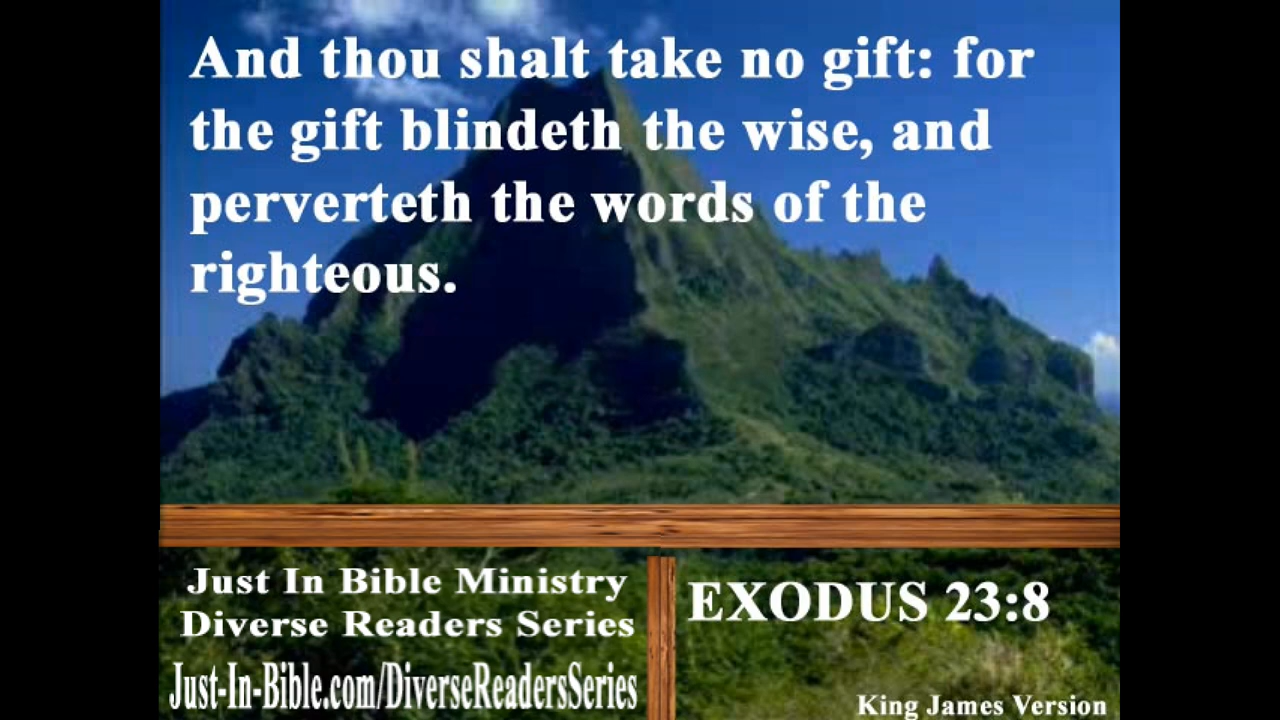 And thou shalt take no gift: for
the gift blindeth the wise, and
perverteth the words of the
righteous.
Just In Bible Ministry
Diverse Readers Series
Just-In-Bible.com/DiverseReadersSeries
EXODUS 23:8
King James Version